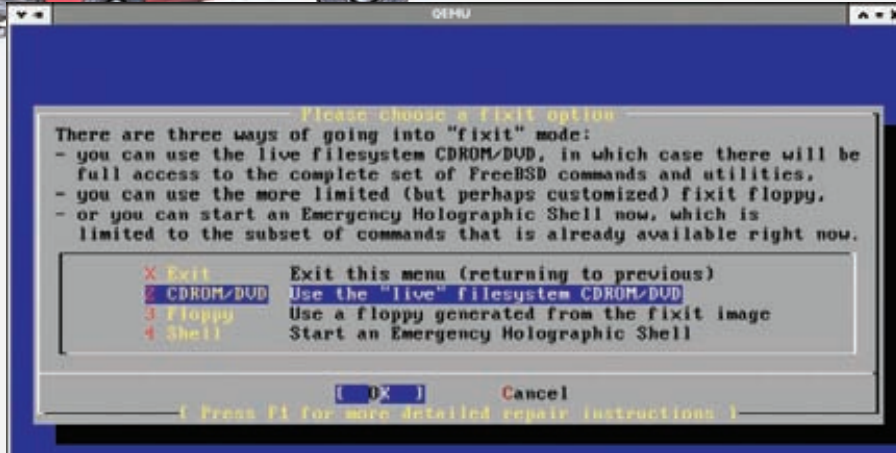 QEMU
Please choose a fixit option
There are three ways of going into "fixit" mode:
- you can use the live filesystem CDROM/DVD, in which case there will be
full access to the complete set of FreeBSD commands and utilities,
- you can use the more limited (but perhaps customized) fixit floppy,
- or you can start an Emergency Holographic Shell now, which is
limited to the subset of commands that is already available right now.
X Exit Exit this menu (returning to previous)
2 CDROM/DVD Use the "live" filesystem CDROM/DVD
3 Floppy Use a floppy generated from the fixit image
4 Shell Start an Emergency Holographic Shell
[ OK ] Cancel
[ Press F1 for more detailed repair instructions ]